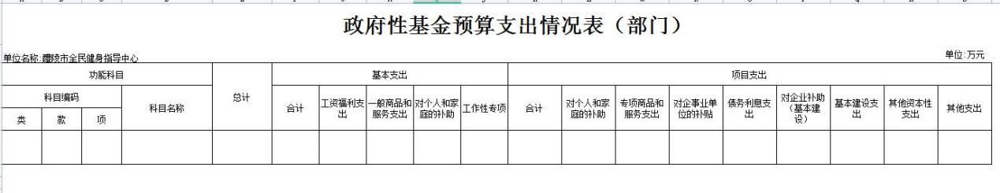 政府性基金预算支出情况表（部门）
单位名称:醴陵市全民健身指导中心
单位:万元
功能科目
总计
基本支出
项目支出
科目编码
科目名称
合计
工资福利支
出
一般商品和
服务支出
对个人和家
庭的补助
工作性专项
合计
对个人和家
庭的补助
专项商品和
服务支出
对企事业单
位的补贴
债务利息支
出
对企业补助
（基本建
设）
基本建设支
出
其他资本性
支出
其他支出
类
款
项